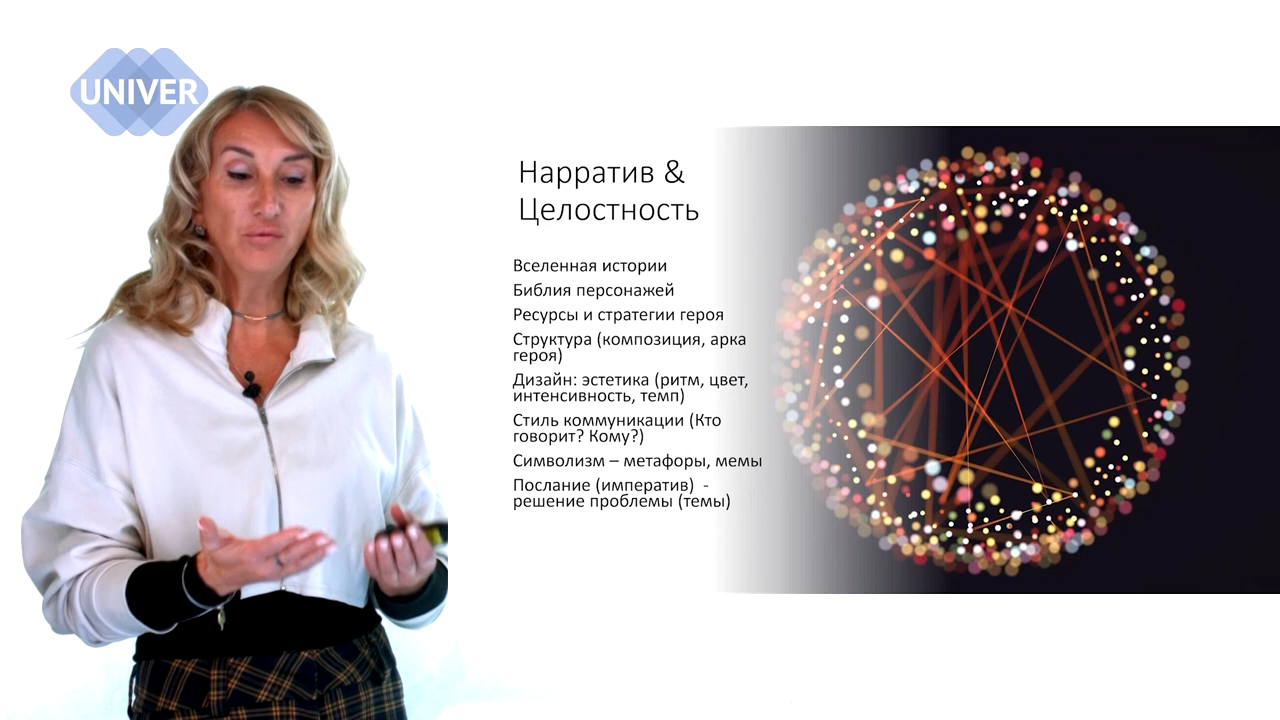 UNIVER
Нарратив &
Целостность
Вселенная истории
Библия персонажей
Ресурсы и стратегии героя
Структура (композиция, арка
героя)
Дизайн: эстетика (ритм, цвет,
интенсивность, темп)
Стиль коммуникации (Кто
говорит? Кому?)
Символизм – метафоры, мемы
Послание (императив)  -
решение проблемы (темы)